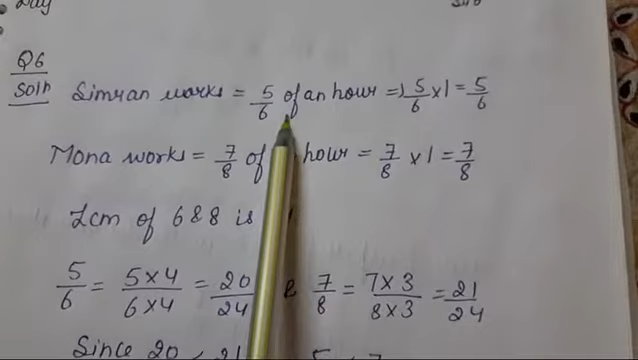 Q6
Soln Simran works = 5/6 of an hour => 5/6 × 1 = 5/6
Mona works = 7/8 of hour = 7/8 × 1 = 7/8
Lcm of 6 & 8 is
5/6 = 5×4/6×4 = 20/24 & 7/8 = 7×3/8×3 = 21/24
Since 20 21